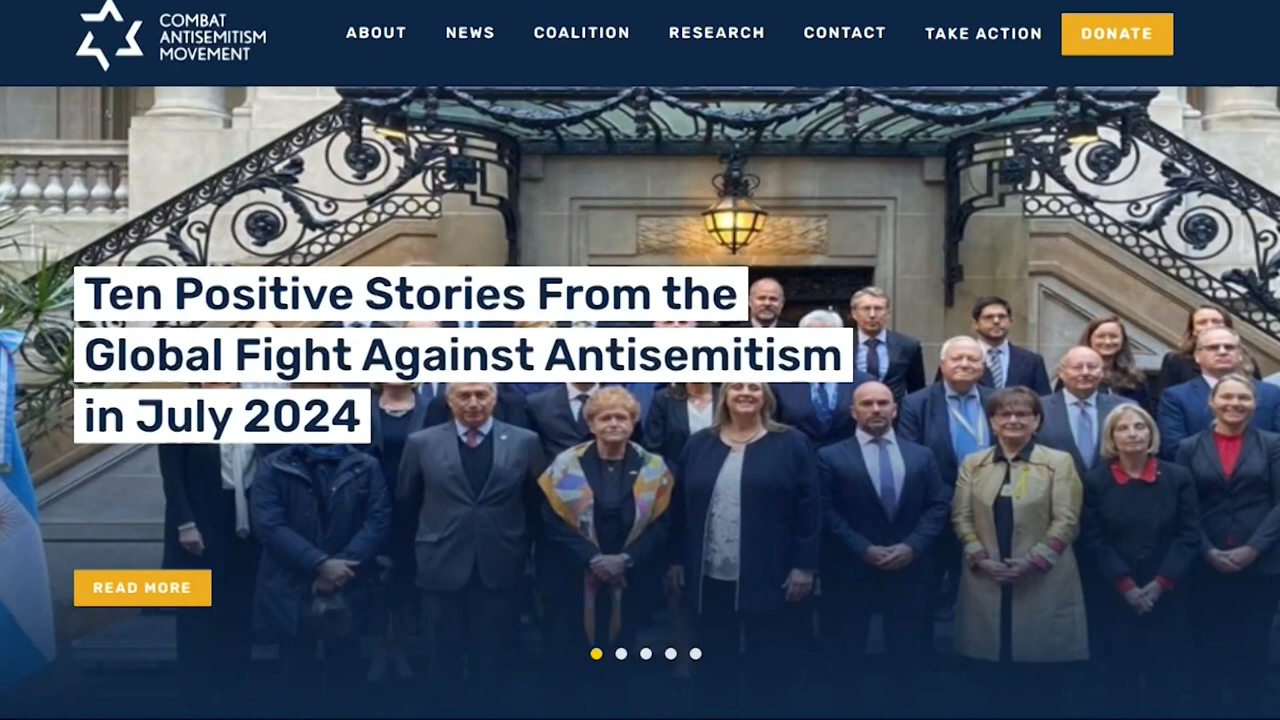 COMBAT
ANTISEMITISM
MOVEMENT
ABOUT NEWS COALITION RESEARCH CONTACT TAKE ACTION DONATE
Ten Positive Stories From the
Global Fight Against Antisemitism
in July 2024
READ MORE